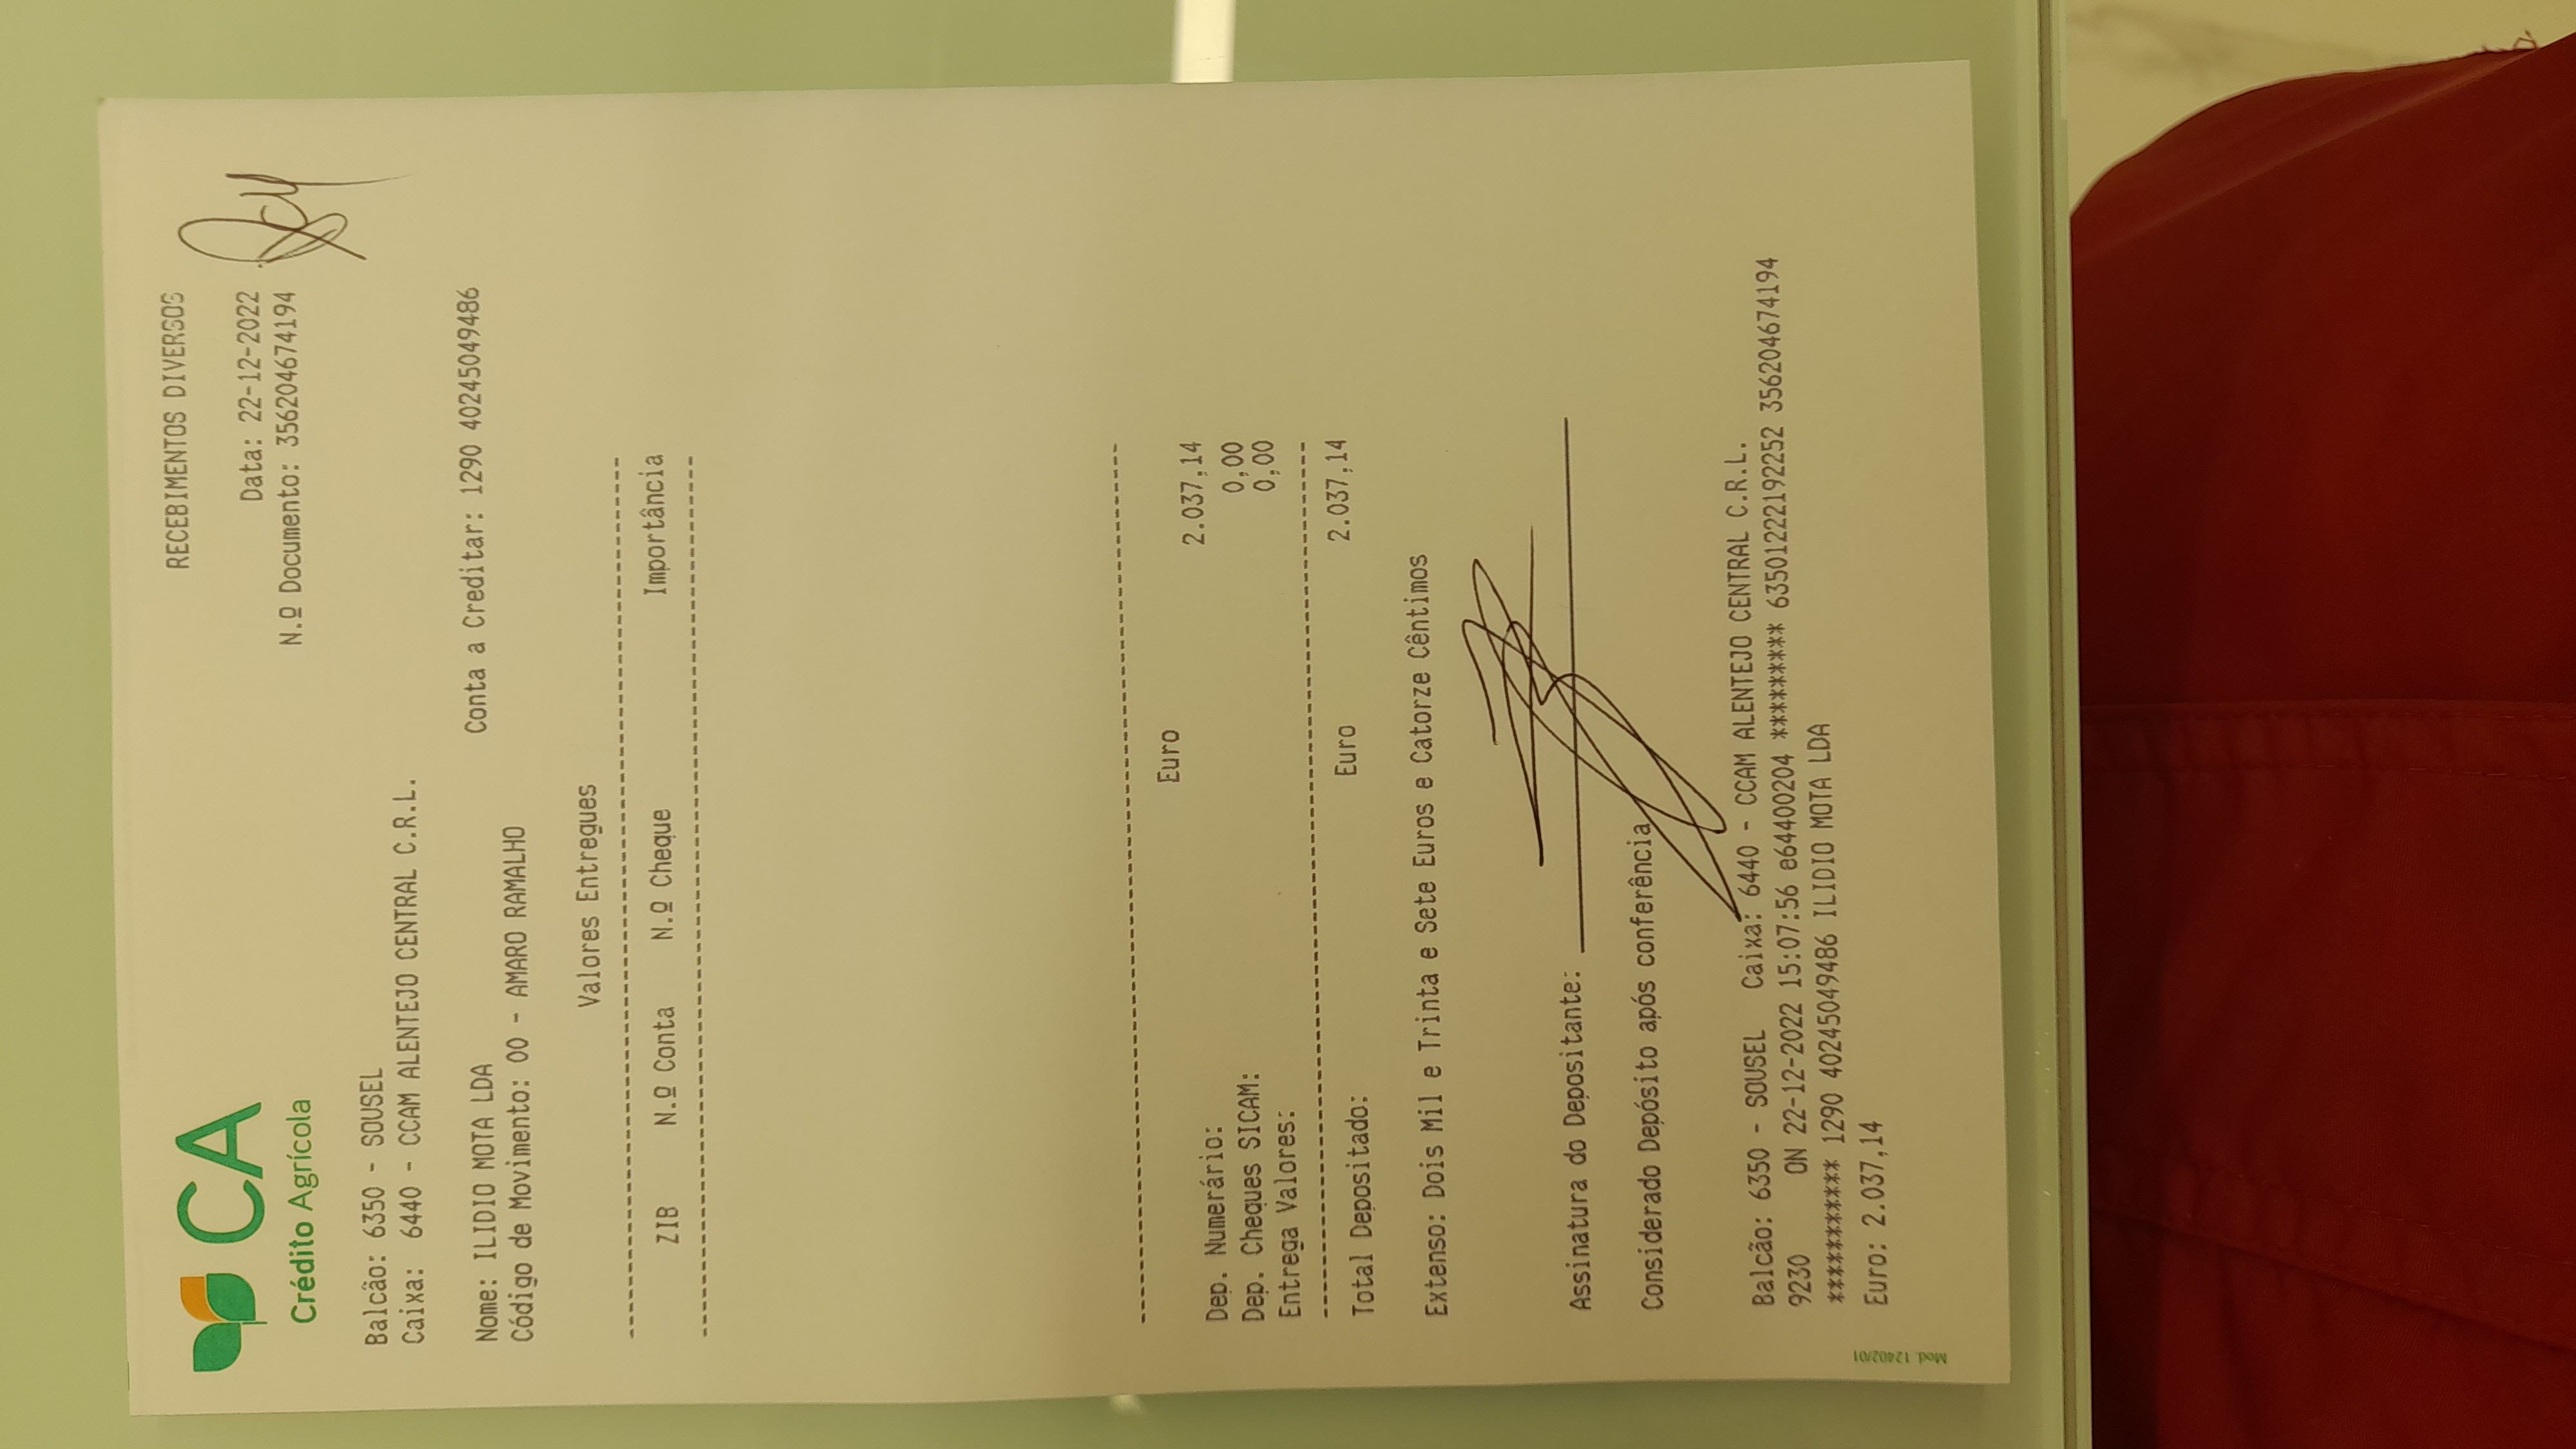 CA
Crédito Agrícola
RECEBIMENTOS DIVERSOS
Data: 22-12-2022
N.º Documento: 356204674194
Balcão: 6350 - SOUSEL
Caixa: 6440 - CCAM ALENTEJO CENTRAL C.R.L.
Nome: ILIDIO MOTA LDA Conta a Creditar: 1290 40245049486
Código de Movimento: 00 - AMARO RAMALHO
Valores Entregues
ZIB N.º Conta N.º Cheque Importância
Euro
Dep. Numerário: 2.037,14
Dep. Cheques SICAM: 0,00
Entrega Valores: 0,00
Total Depositado: Euro 2.037,14
Extenso: Dois Mil e Trinta e Sete Euros e Catorze Cêntimos
Assinatura do Depositante:
Considerado Depósito após conferência
Balcão: 6350 - SOUSEL Caixa: 6440 - CCAM ALENTEJO CENTRAL C.R.L.
9230 ON 22-12-2022 15:07:56 e64400204 ********* 635012222192252 356204674194
*********** 1290 40245049486 ILIDIO MOTA LDA
Euro: 2.037,14
Mod. 12402/01